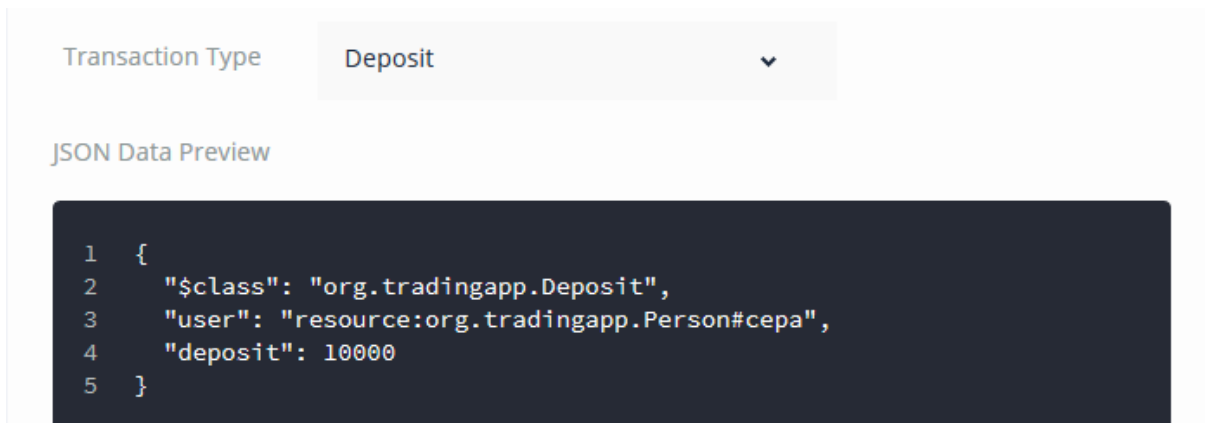 Transaction Type Deposit
JSON Data Preview
1 {
2 "$class": "org.tradingapp.Deposit",
3 "user": "resource:org.tradingapp.Person#cepa",
4 "deposit": 10000
5 }